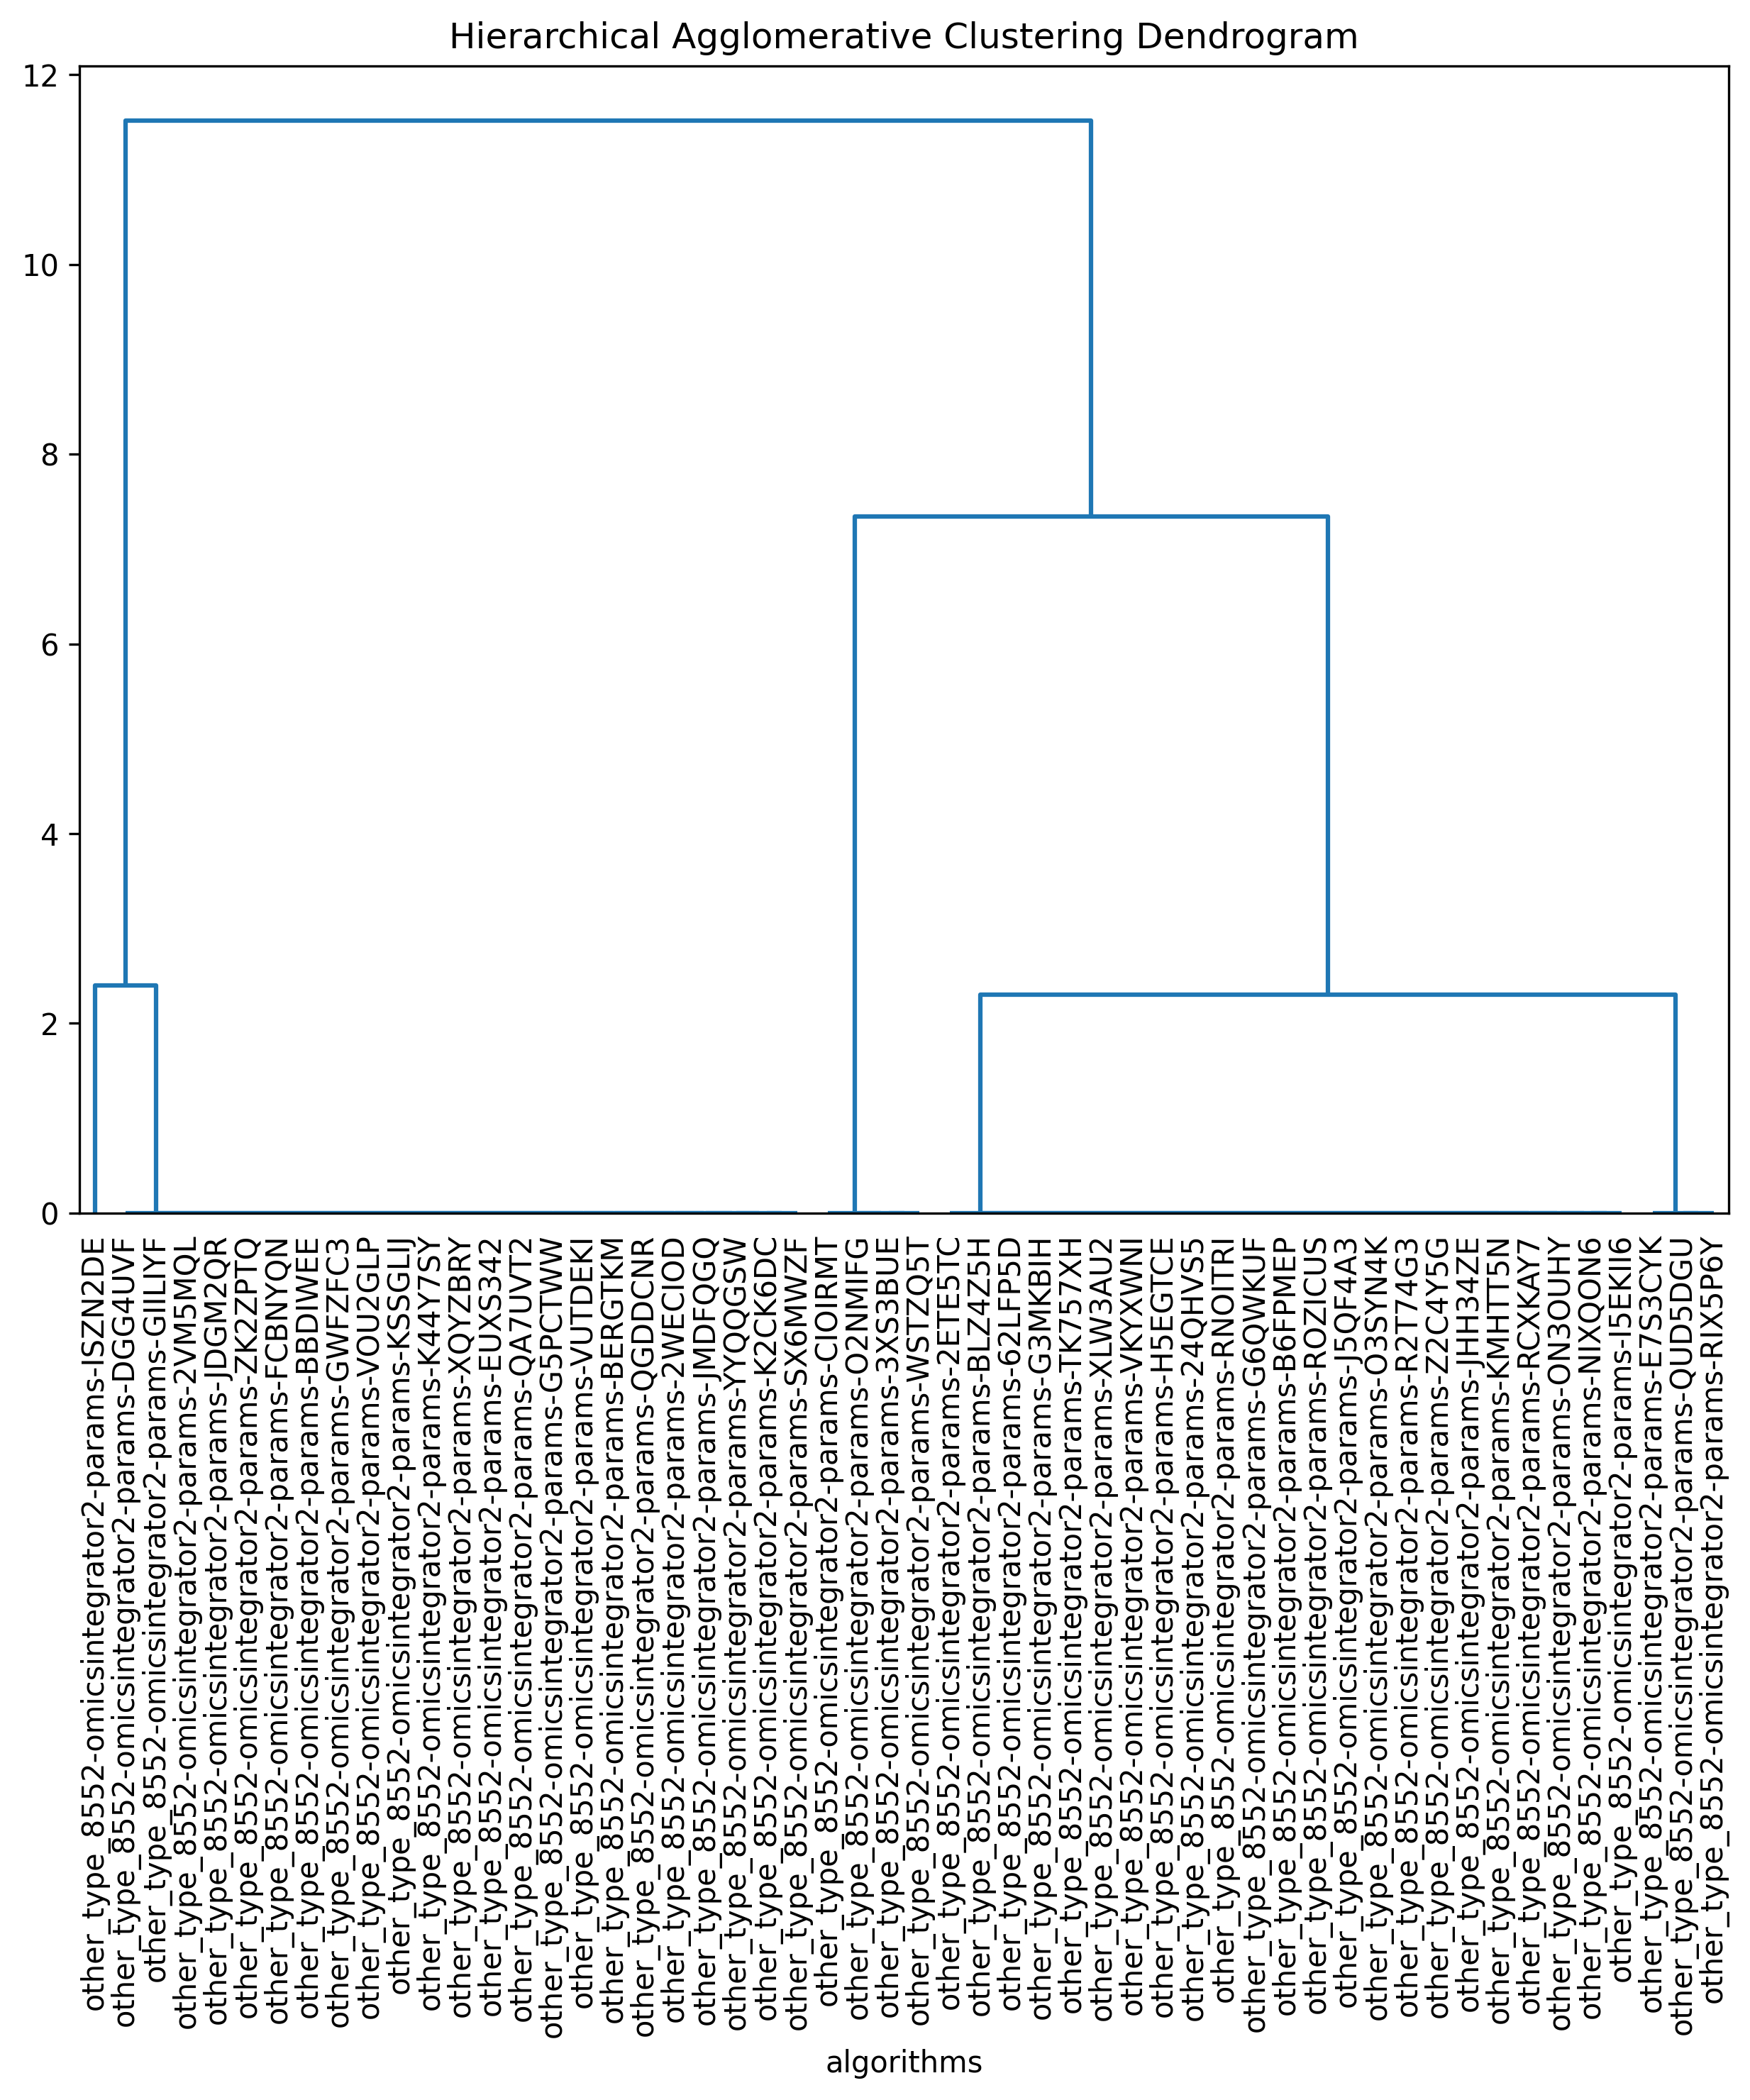 Hierarchical Agglomerative Clustering Dendrogram
12
10
8
6
4
2
0
other_type_8552-omicsintegrator2-params-ISZN2DE
other_type_8552-omicsintegrator2-params-DGG4UVF
other_type_8552-omicsintegrator2-params-GIILIYF
other_type_8552-omicsintegrator2-params-2VM5MQL
other_type_8552-omicsintegrator2-params-JDGM2QR
other_type_8552-omicsintegrator2-params-ZK2ZPTQ
other_type_8552-omicsintegrator2-params-FCBNYQN
other_type_8552-omicsintegrator2-params-BBDIWEE
other_type_8552-omicsintegrator2-params-GWFZFC3
other_type_8552-omicsintegrator2-params-VOU2GLP
other_type_8552-omicsintegrator2-params-KSSGLIJ
other_type_8552-omicsintegrator2-params-K44Y7SY
other_type_8552-omicsintegrator2-params-XQYZBRY
other_type_8552-omicsintegrator2-params-EUXS342
other_type_8552-omicsintegrator2-params-QA7UVT2
other_type_8552-omicsintegrator2-params-G5PCTWW
other_type_8552-omicsintegrator2-params-VUTDEKI
other_type_8552-omicsintegrator2-params-BERGTKM
other_type_8552-omicsintegrator2-params-QGDDCNR
other_type_8552-omicsintegrator2-params-2WECIOD
other_type_8552-omicsintegrator2-params-JMDFQGQ
other_type_8552-omicsintegrator2-params-YYQQGSW
other_type_8552-omicsintegrator2-params-K2CK6DC
other_type_8552-omicsintegrator2-params-SX6MWZF
other_type_8552-omicsintegrator2-params-CIOIRMT
other_type_8552-omicsintegrator2-params-O2NMIFG
other_type_8552-omicsintegrator2-params-3XS3BUE
other_type_8552-omicsintegrator2-params-WSTZQ5T
other_type_8552-omicsintegrator2-params-2ETE5TC
other_type_8552-omicsintegrator2-params-BLZ4Z5H
other_type_8552-omicsintegrator2-params-62LFP5D
other_type_8552-omicsintegrator2-params-G3MKBIH
other_type_8552-omicsintegrator2-params-TK757XH
other_type_8552-omicsintegrator2-params-XLW3AU2
other_type_8552-omicsintegrator2-params-VKYXWNI
other_type_8552-omicsintegrator2-params-H5EGTCE
other_type_8552-omicsintegrator2-params-24QHVS5
other_type_8552-omicsintegrator2-params-RNOITRI
other_type_8552-omicsintegrator2-params-G6QWKUF
other_type_8552-omicsintegrator2-params-B6FPMEP
other_type_8552-omicsintegrator2-params-ROZICUS
other_type_8552-omicsintegrator2-params-J5QF4A3
other_type_8552-omicsintegrator2-params-O3SYN4K
other_type_8552-omicsintegrator2-params-R2T74G3
other_type_8552-omicsintegrator2-params-Z2C4Y5G
other_type_8552-omicsintegrator2-params-JHH34ZE
other_type_8552-omicsintegrator2-params-KMHTT5N
other_type_8552-omicsintegrator2-params-RCXKAY7
other_type_8552-omicsintegrator2-params-ON3OUHY
other_type_8552-omicsintegrator2-params-NIXQON6
other_type_8552-omicsintegrator2-params-I5EKII6
other_type_8552-omicsintegrator2-params-E7S3CYK
other_type_8552-omicsintegrator2-params-QUD5DGU
other_type_8552-omicsintegrator2-params-RIX5P6Y
algorithms